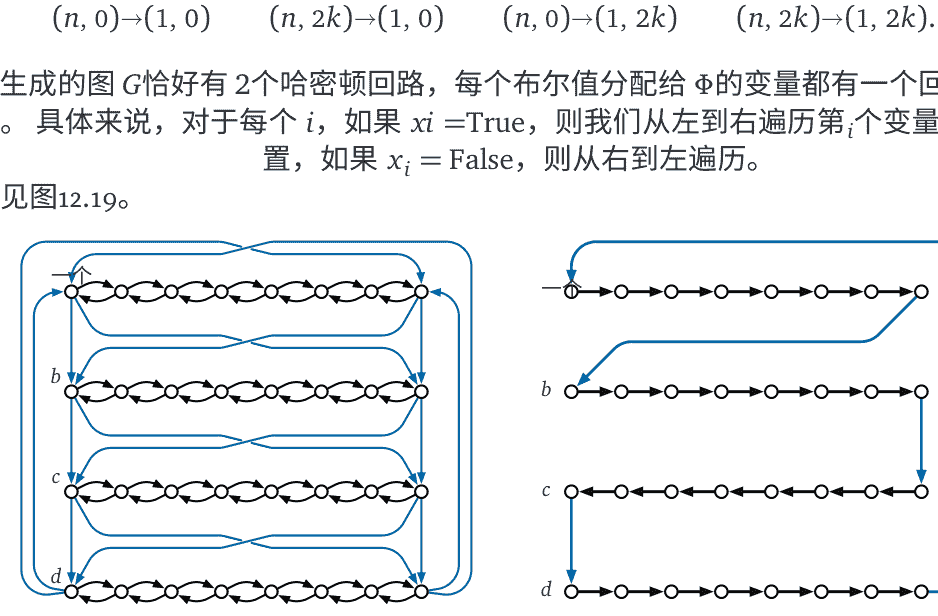 (n, 0)→(1, 0) (n, 2k)→(1, 0) (n, 0)→(1, 2k) (n, 2k)→(1, 2k).
生成的图 G恰好有 2个哈密顿回路，每个布尔值分配给 Φ的变量都有一个回
。 具体来说，对于每个 i，如果 xi =True，则我们从左到右遍历第i个变量
置，如果 xi = False，则从右到左遍历。
见图12.19。
一个 一个
b b
c c
d d